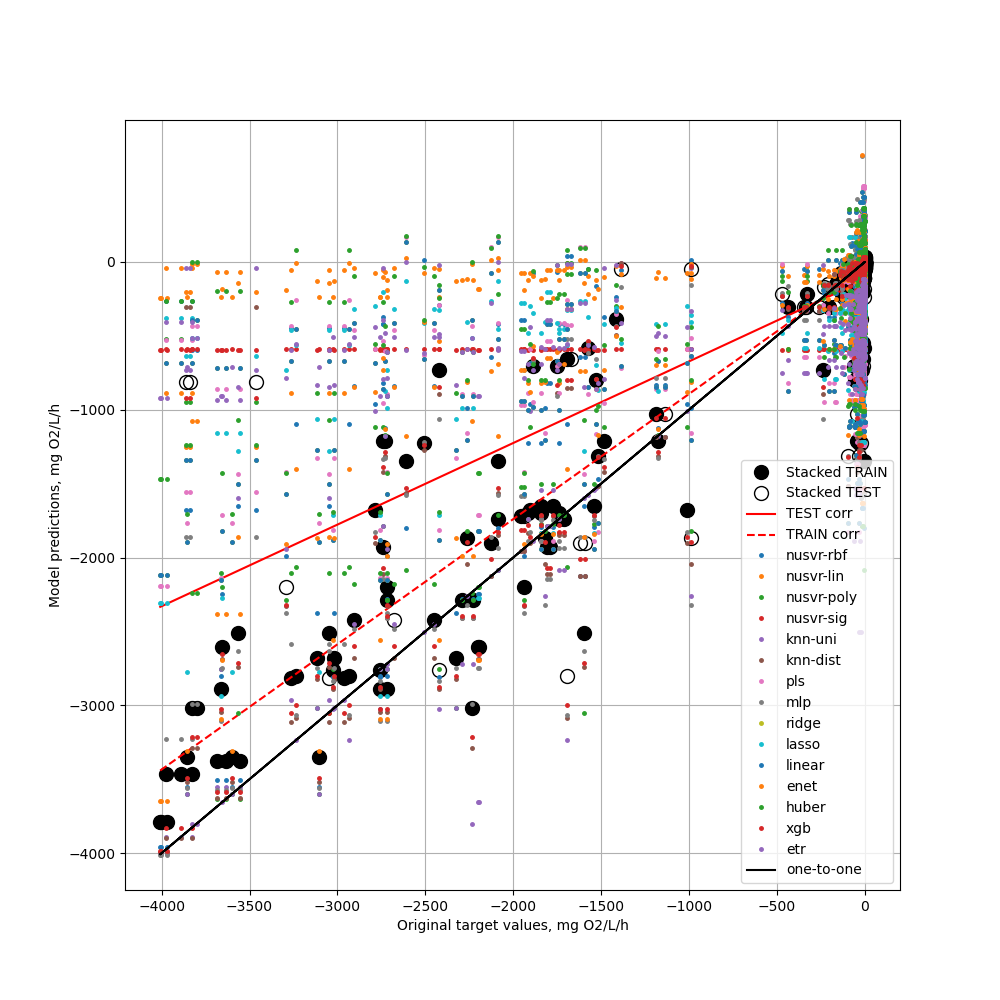 0
−1000
−2000
−3000
−4000
Model predictions, mg O2/L/h
−4000 −3500 −3000 −2500 −2000 −1500 −1000 −500 0
Original target values, mg O2/L/h
Stacked TRAIN
Stacked TEST
TEST corr
TRAIN corr
nusvr-rbf
nusvr-lin
nusvr-poly
nusvr-sig
knn-uni
knn-dist
pls
mlp
ridge
lasso
linear
enet
huber
xgb
etr
one-to-one